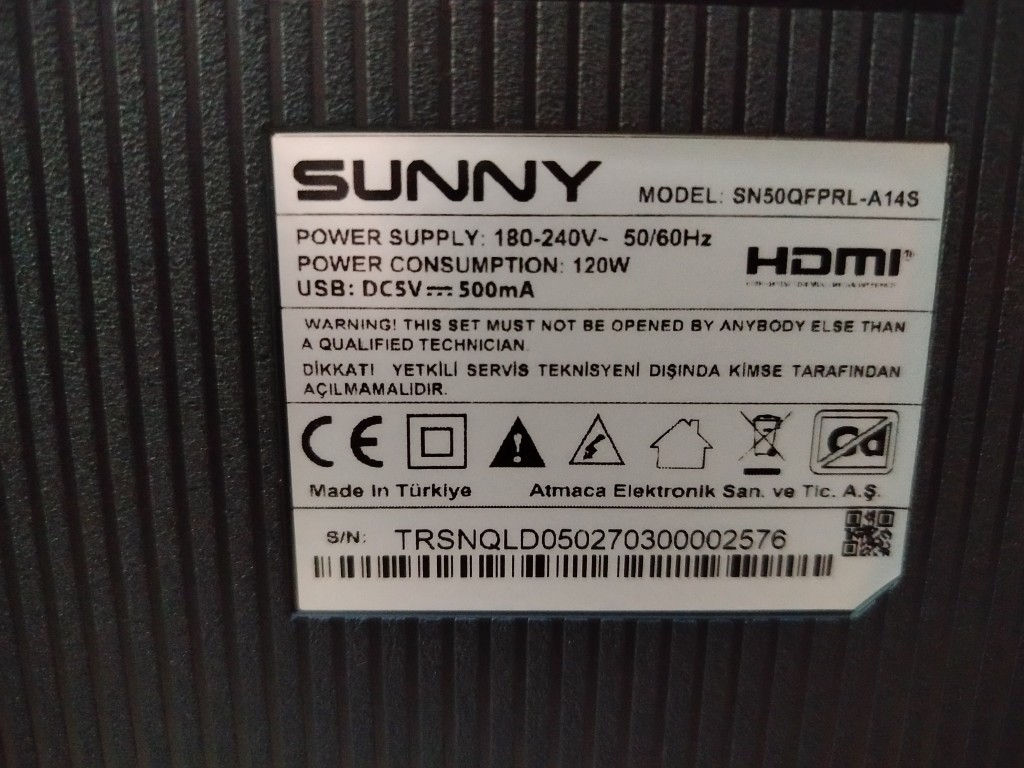 SUNNY MODEL: SN50QFPRL-A14S
POWER SUPPLY: 180-240V~ 50/60Hz
POWER CONSUMPTION: 120W
USB: DC5V⎓500mA
HDMI
WARNING! THIS SET MUST NOT BE OPENED BY ANYBODY ELSE THAN
A QUALIFIED TECHNICIAN.
DİKKAT! YETKİLİ SERVİS TEKNİSYENİ DIŞINDA KİMSE TARAFINDAN
AÇILMAMALIDIR.
CE Cd
Made In Türkiye Atmaca Elektronik San. ve Tic. A.Ş.
S/N: TRSNQLD050270300002576